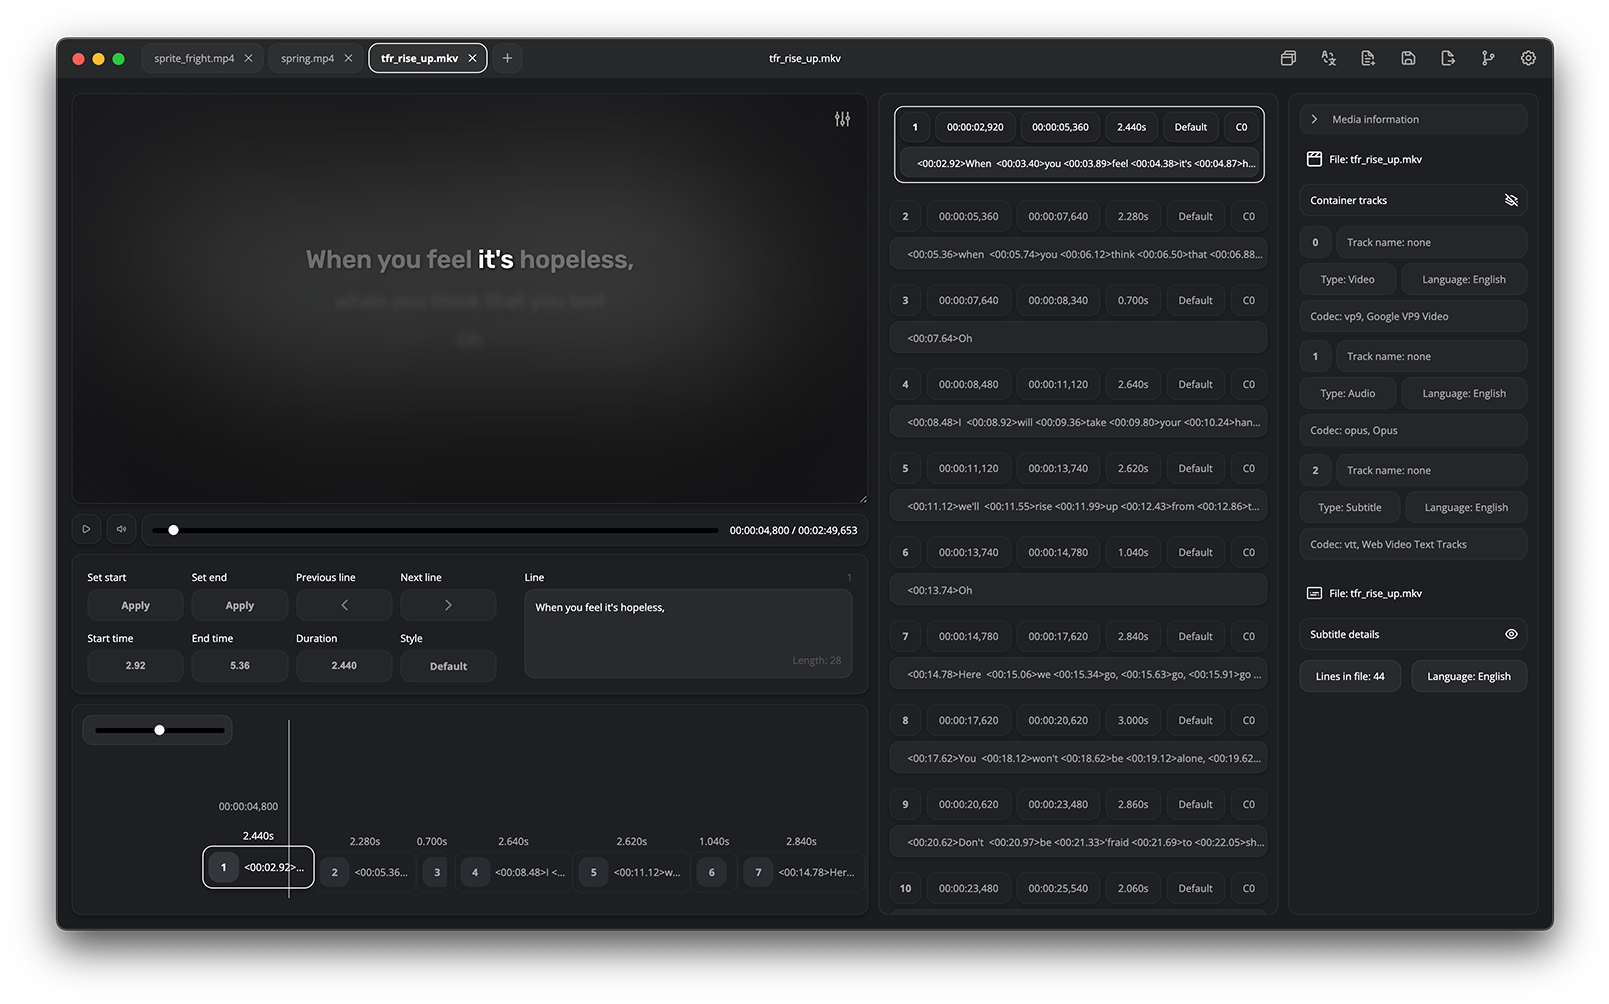 sprite_fright.mp4
spring.mp4
tfr_rise_up.mkv
tfr_rise_up.mkv
When you feel it's hopeless,
when you think that you lost
Oh
00:00:04,800 / 00:02:49,653
Set start
Set end
Previous line
Next line
Apply
Apply
Start time
End time
Duration
Style
2.92
5.36
2.440
Default
Line
1
When you feel it's hopeless,
Length: 28
00:00:04,800
2.440s
2.280s
0.700s
2.640s
2.620s
1.040s
2.840s
1 <00:02.92>...
2 <00:05.36...
3
4 <00:08.48>I <...
5 <00:11.12>w...
6
7 <00:14.78>Her...
1 00:00:02,920 00:00:05,360 2.440s Default C0
<00:02.92>When <00:03.40>you <00:03.89>feel <00:04.38>it's <00:04.87>h...
2 00:00:05,360 00:00:07,640 2.280s Default C0
<00:05.36>when <00:05.74>you <00:06.12>think <00:06.50>that <00:06.88...
3 00:00:07,640 00:00:08,340 0.700s Default C0
<00:07.64>Oh
4 00:00:08,480 00:00:11,120 2.640s Default C0
<00:08.48>I <00:08.92>will <00:09.36>take <00:09.80>your <00:10.24>han...
5 00:00:11,120 00:00:13,740 2.620s Default C0
<00:11.12>we'll <00:11.55>rise <00:11.99>up <00:12.43>from <00:12.86>t...
6 00:00:13,740 00:00:14,780 1.040s Default C0
<00:13.74>Oh
7 00:00:14,780 00:00:17,620 2.840s Default C0
<00:14.78>Here <00:15.06>we <00:15.34>go, <00:15.63>go, <00:15.91>go ...
8 00:00:17,620 00:00:20,620 3.000s Default C0
<00:17.62>You <00:18.12>won't <00:18.62>be <00:19.12>alone, <00:19.62...
9 00:00:20,620 00:00:23,480 2.860s Default C0
<00:20.62>Don't <00:20.97>be <00:21.33>'fraid <00:21.69>to <00:22.05>sh...
10 00:00:23,480 00:00:25,540 2.060s Default C0
Media information
File: tfr_rise_up.mkv
Container tracks
0 Track name: none
Type: Video Language: English
Codec: vp9, Google VP9 Video
1 Track name: none
Type: Audio Language: English
Codec: opus, Opus
2 Track name: none
Type: Subtitle Language: English
Codec: vtt, Web Video Text Tracks
File: tfr_rise_up.mkv
Subtitle details
Lines in file: 44 Language: English